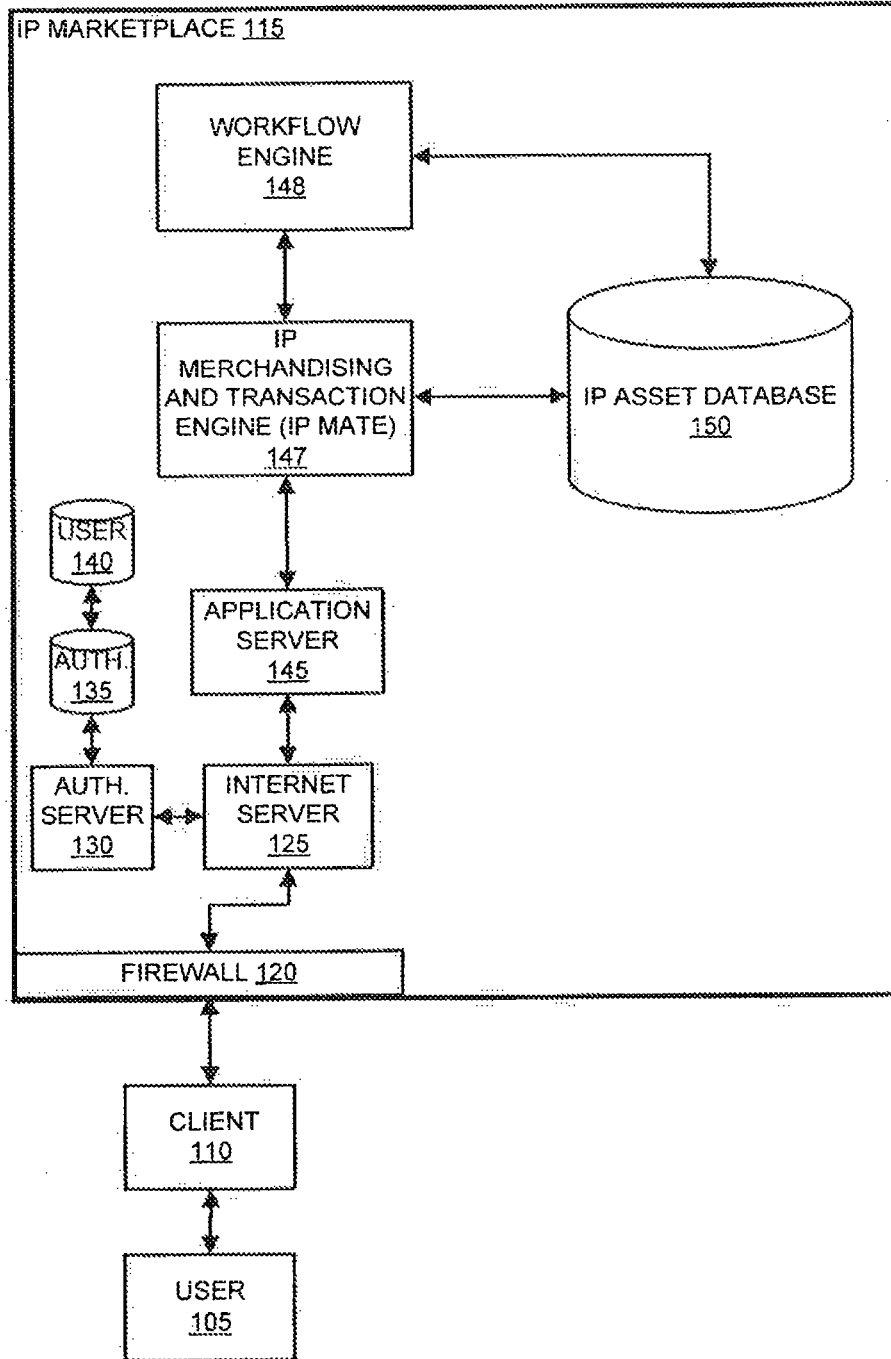 IP MARKETPLACE 115
WORKFLOW
ENGINE
148
IP
MERCHANDISING
AND TRANSACTION
ENGINE (IP MATE)
147
IP ASSET DATABASE
150
USER
140
AUTH.
135
APPLICATION
SERVER
145
AUTH.
SERVER
130
INTERNET
SERVER
125
FIREWALL 120
CLIENT
110
USER
105